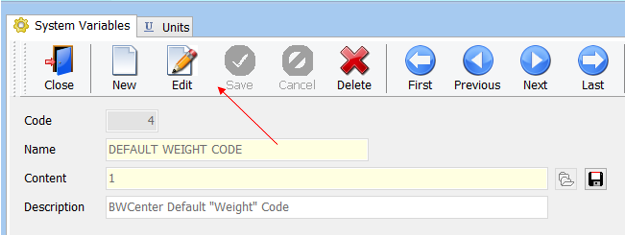 System Variables U Units
Close New Edit Save Cancel Delete First Previous Next Last
Code 4
Name DEFAULT WEIGHT CODE
Content 1
Description BWCenter Default "Weight" Code